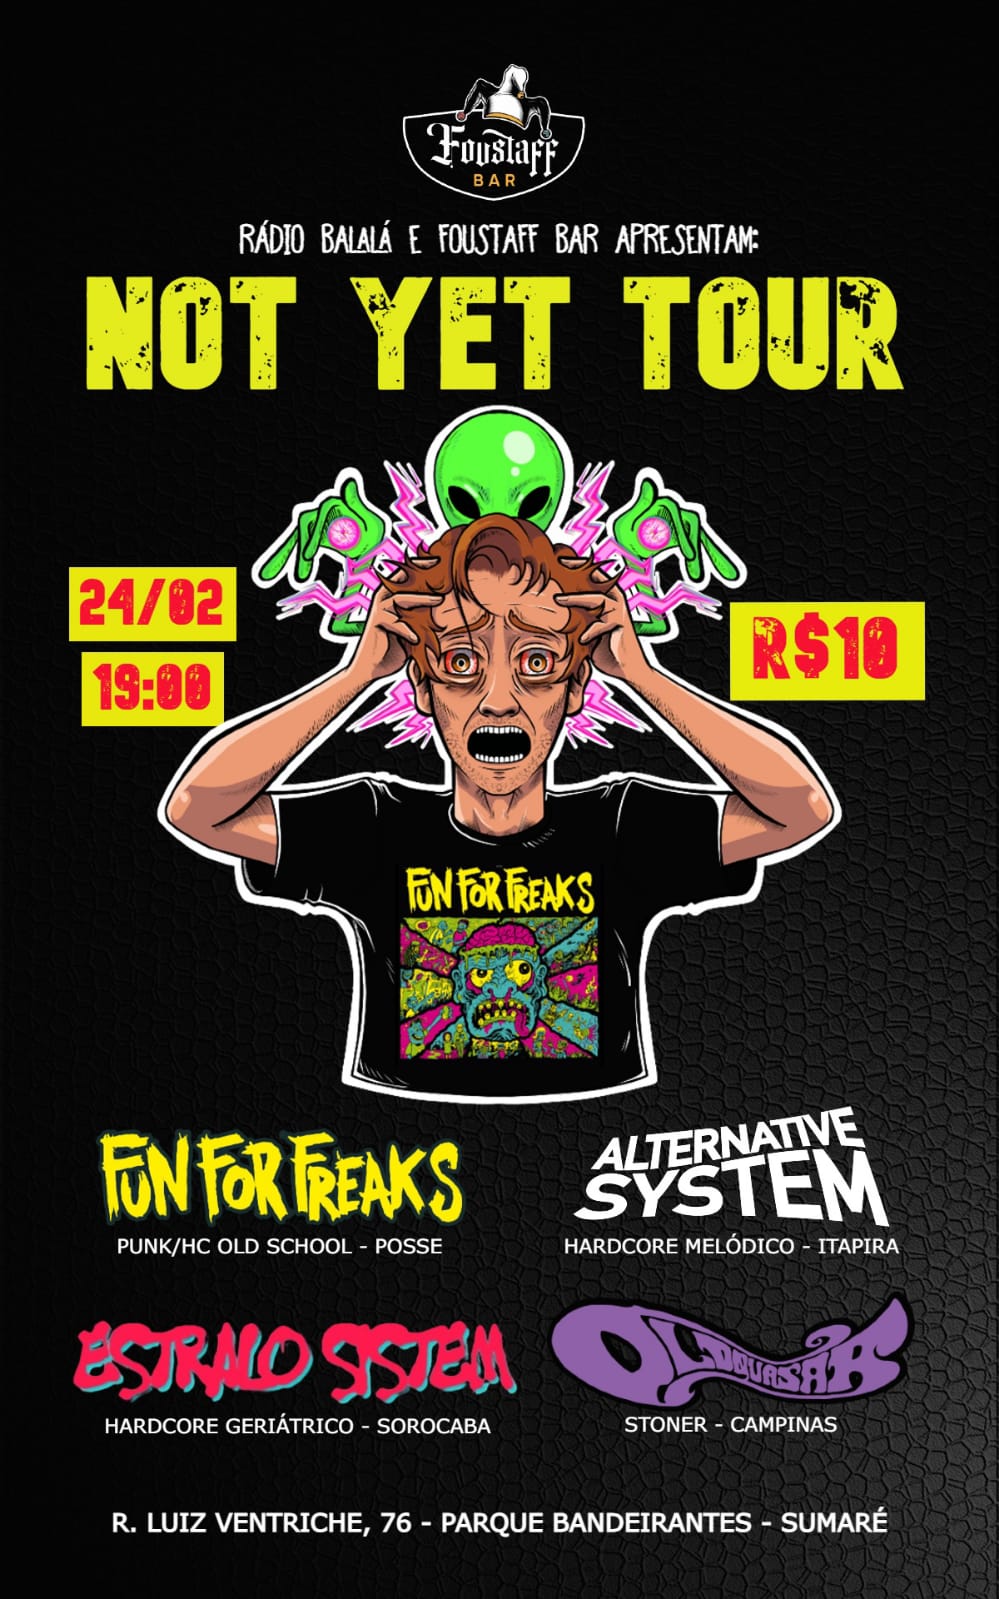 Foustaff
BAR
RÁDIO BALALÁ E FOUSTAFF BAR APRESENTAM:
NOT YET TOUR
24/02
19:00
R$10
FUN FOR FREAKS
FUN FOR FREAKS
PUNK/HC OLD SCHOOL - POSSE
ALTERNATIVE
SYSTEM
HARDCORE MELÓDICO - ITAPIRA
ESTRALO SISTEM
HARDCORE GERIÁTRICO - SOROCABA
OLDQUASAR
STONER - CAMPINAS
R. LUIZ VENTRICHE, 76 - PARQUE BANDEIRANTES - SUMARÉ